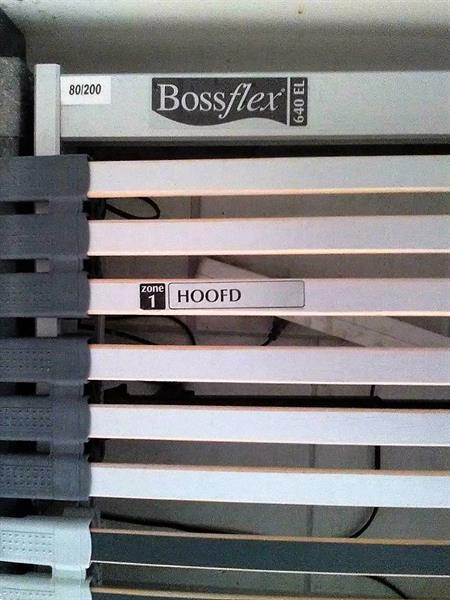 80/200
Bossflex®
640 EL
zone
1
HOOFD